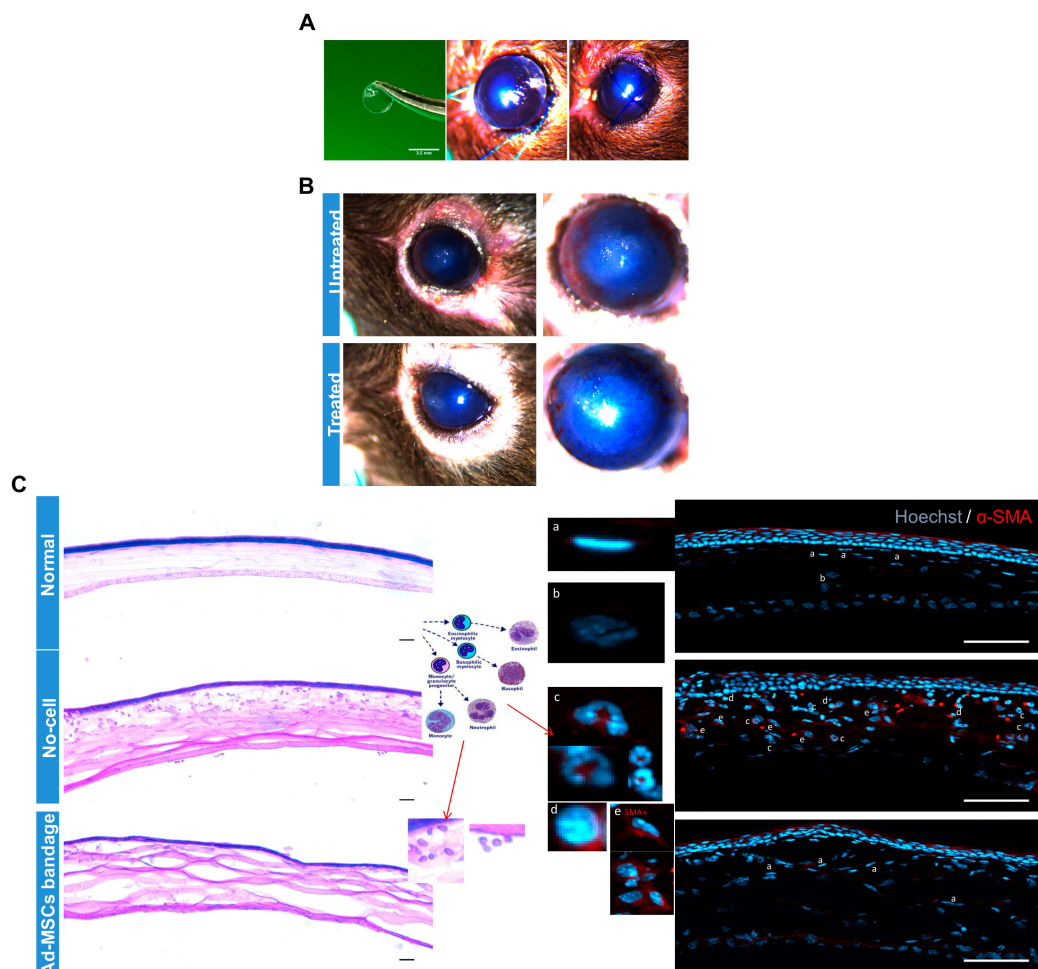 A
3.5 mm
B
Untreated
Treated
C
Normal
No-cell
Ad-MSCs bandage
Eosinophilic
myelocyte
Eosinophil
Basophilic
myelocyte
Basophil
Monocyte/
granulocyte
progenitor
Monocyte
Neutrophil
a
b
c
d
e
SMA+
Hoechst / α-SMA
a
a
a
b
d
d
c
c
d
c
e
c
e
e
c
e
c
e
c
c
a
a
a
a